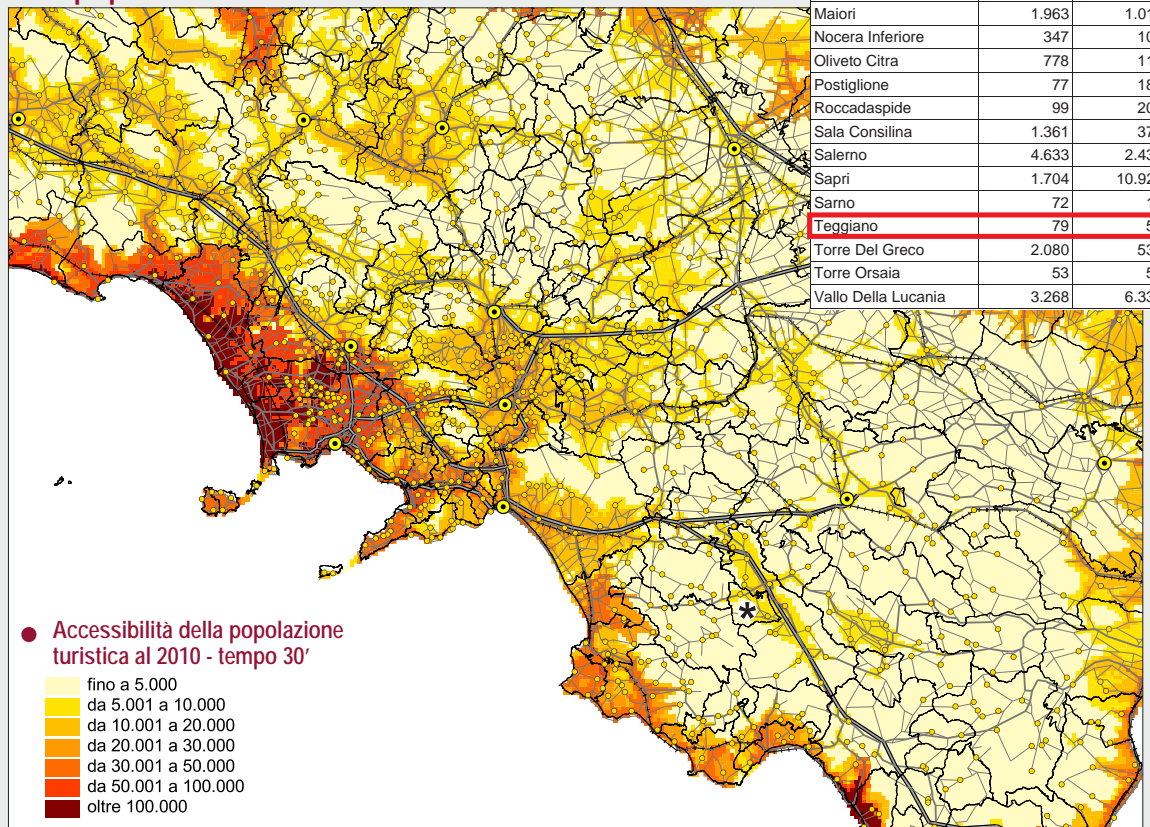 Maiori 1.963
Nocera Inferiore 347
Oliveto Citra 778
Postiglione 77
Roccadaspide 99
Sala Consilina 1.361
Salerno 4.633
Sapri 1.704
Sarno 72
Teggiano 79
Torre Del Greco 2.080
Torre Orsaia 53
Vallo Della Lucania 3.268
*
● Accessibilità della popolazione
turistica al 2010 - tempo 30'
fino a 5.000
da 5.001 a 10.000
da 10.001 a 20.000
da 20.001 a 30.000
da 30.001 a 50.000
da 50.001 a 100.000
oltre 100.000